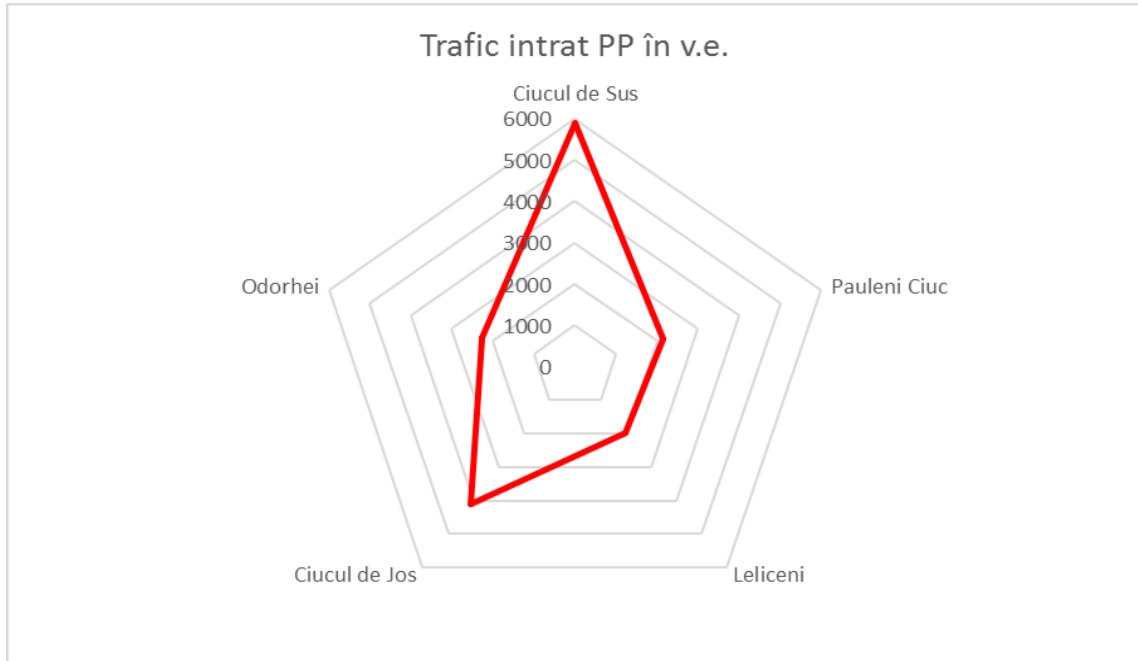 Trafic intrat PP în v.e.
Ciucul de Sus
6000
5000
4000
3000
2000
1000
0
Odorhei
Pauleni Ciuc
Ciucul de Jos
Leliceni